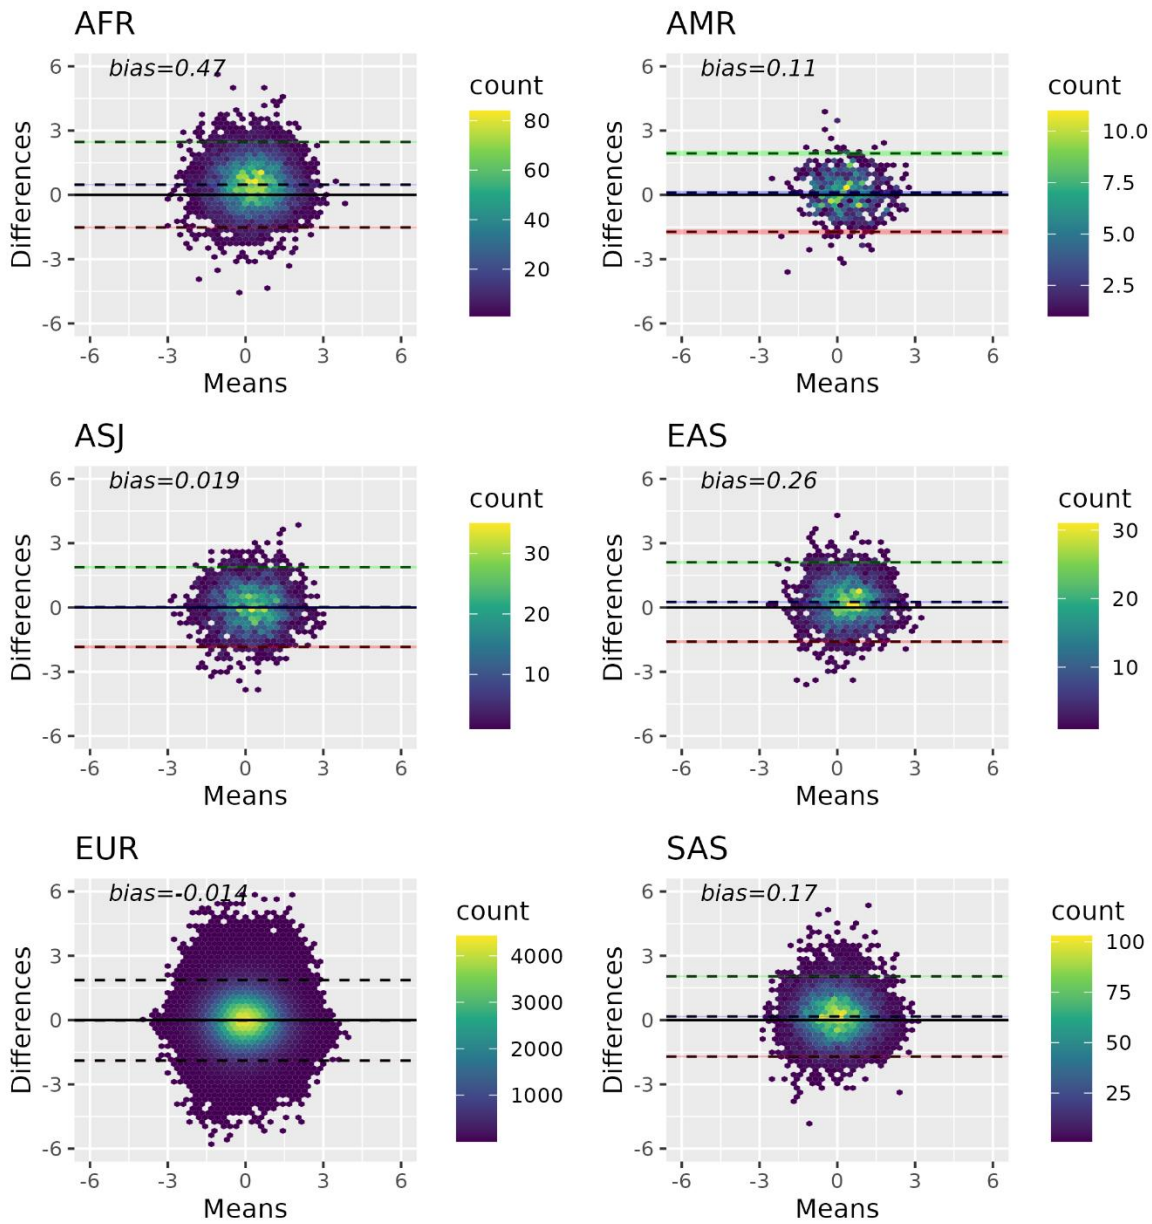 AFR
bias=0.47
6
3
0
-3
-6
Differences
-6 -3 0 3 6
Means
count
80
60
40
20
AMR
bias=0.11
6
3
0
-3
-6
Differences
-6 -3 0 3 6
Means
count
10.0
7.5
5.0
2.5
ASJ
bias=0.019
6
3
0
-3
-6
Differences
-6 -3 0 3 6
Means
count
30
20
10
EAS
bias=0.26
6
3
0
-3
-6
Differences
-6 -3 0 3 6
Means
count
30
20
10
EUR
bias=-0.014
6
3
0
-3
-6
Differences
-6 -3 0 3 6
Means
count
4000
3000
2000
1000
SAS
bias=0.17
6
3
0
-3
-6
Differences
-6 -3 0 3 6
Means
count
100
75
50
25